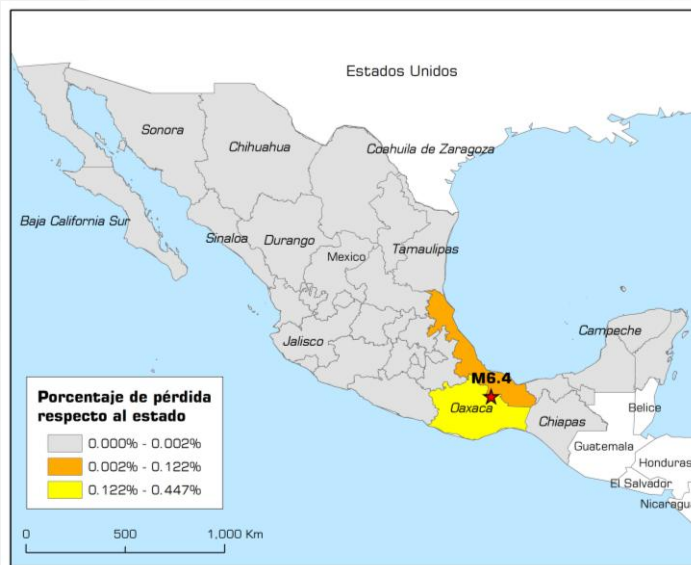 Estados Unidos
Sonora
Chihuahua
Coahuila de Zaragoza
Baja California Sur
Sinaloa
Durango
Mexico
Tamaulipas
Jalisco
Campeche
M6.4
Oaxaca
Chiapas
Belice
Guatemala
Honduras
El Salvador
Nicaragu
Porcentaje de pérdida
respecto al estado
0.000% - 0.002%
0.002% - 0.122%
0.122% - 0.447%
0 500 1,000 Km